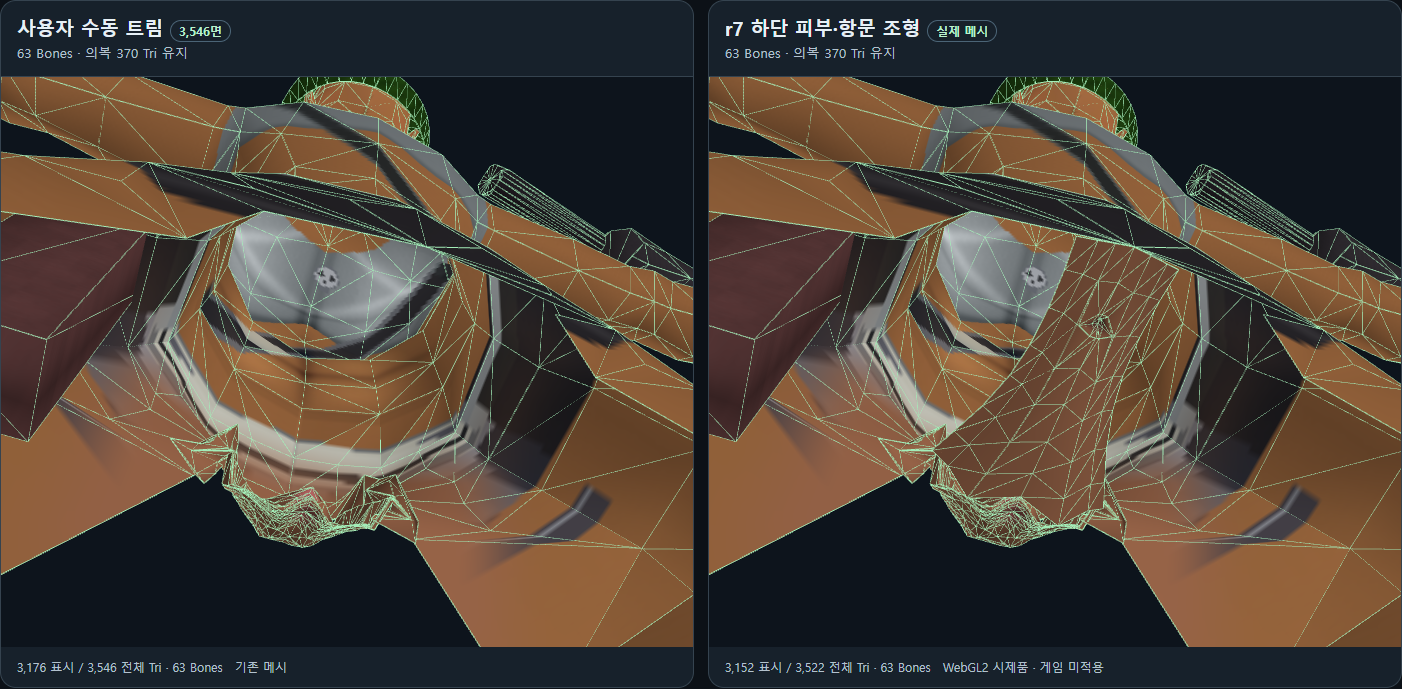 사용자 수동 트림 3,546면
63 Bones · 의복 370 Tri 유지
3,176 표시 / 3,546 전체 Tri · 63 Bones 기존 메시
r7 하단 피부·항문 조형 실제 메시
63 Bones · 의복 370 Tri 유지
3,152 표시 / 3,522 전체 Tri · 63 Bones WebGL2 시제품 · 게임 미적용